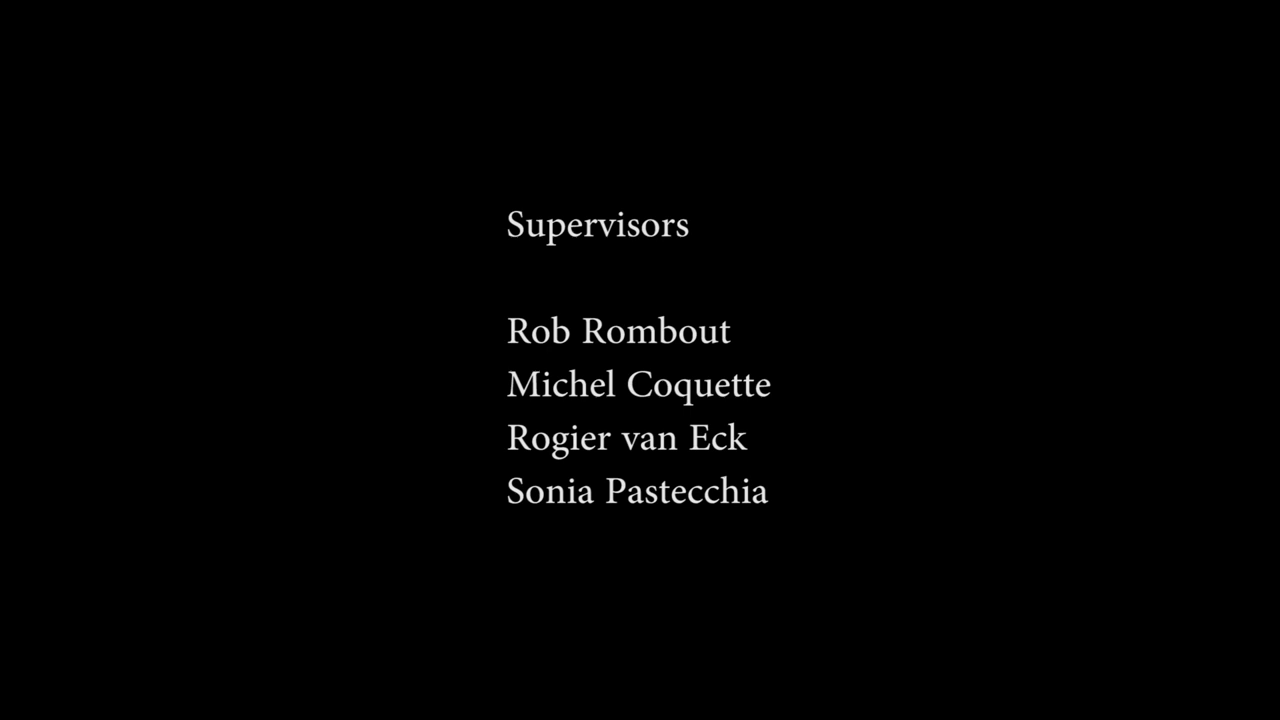 Supervisors
Rob Rombout
Michel Coquette
Rogier van Eck
Sonia Pastecchia